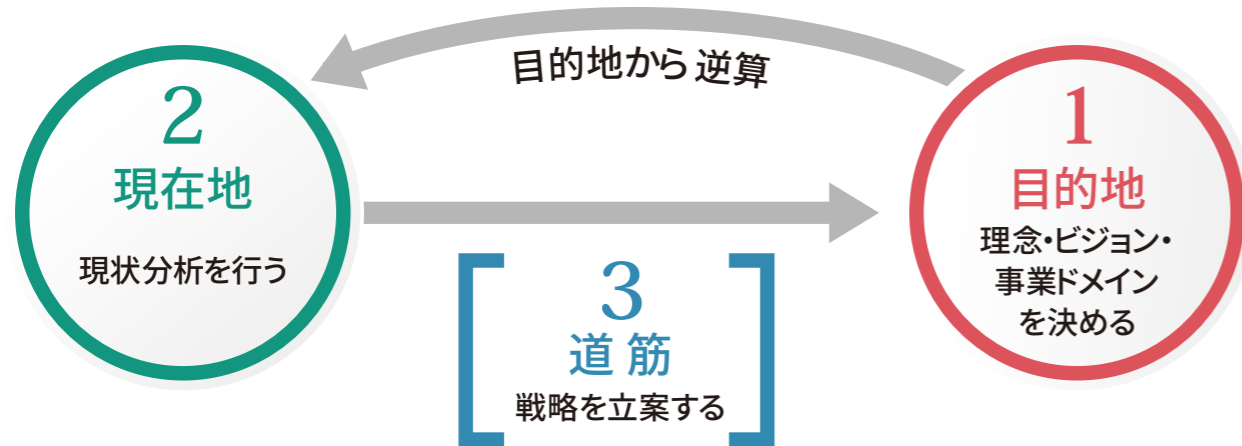 目的地から逆算
2
現在地
現状分析を行う
1
目的地
理念・ビジョン・
事業ドメイン
を決める
3
道筋
戦略を立案する